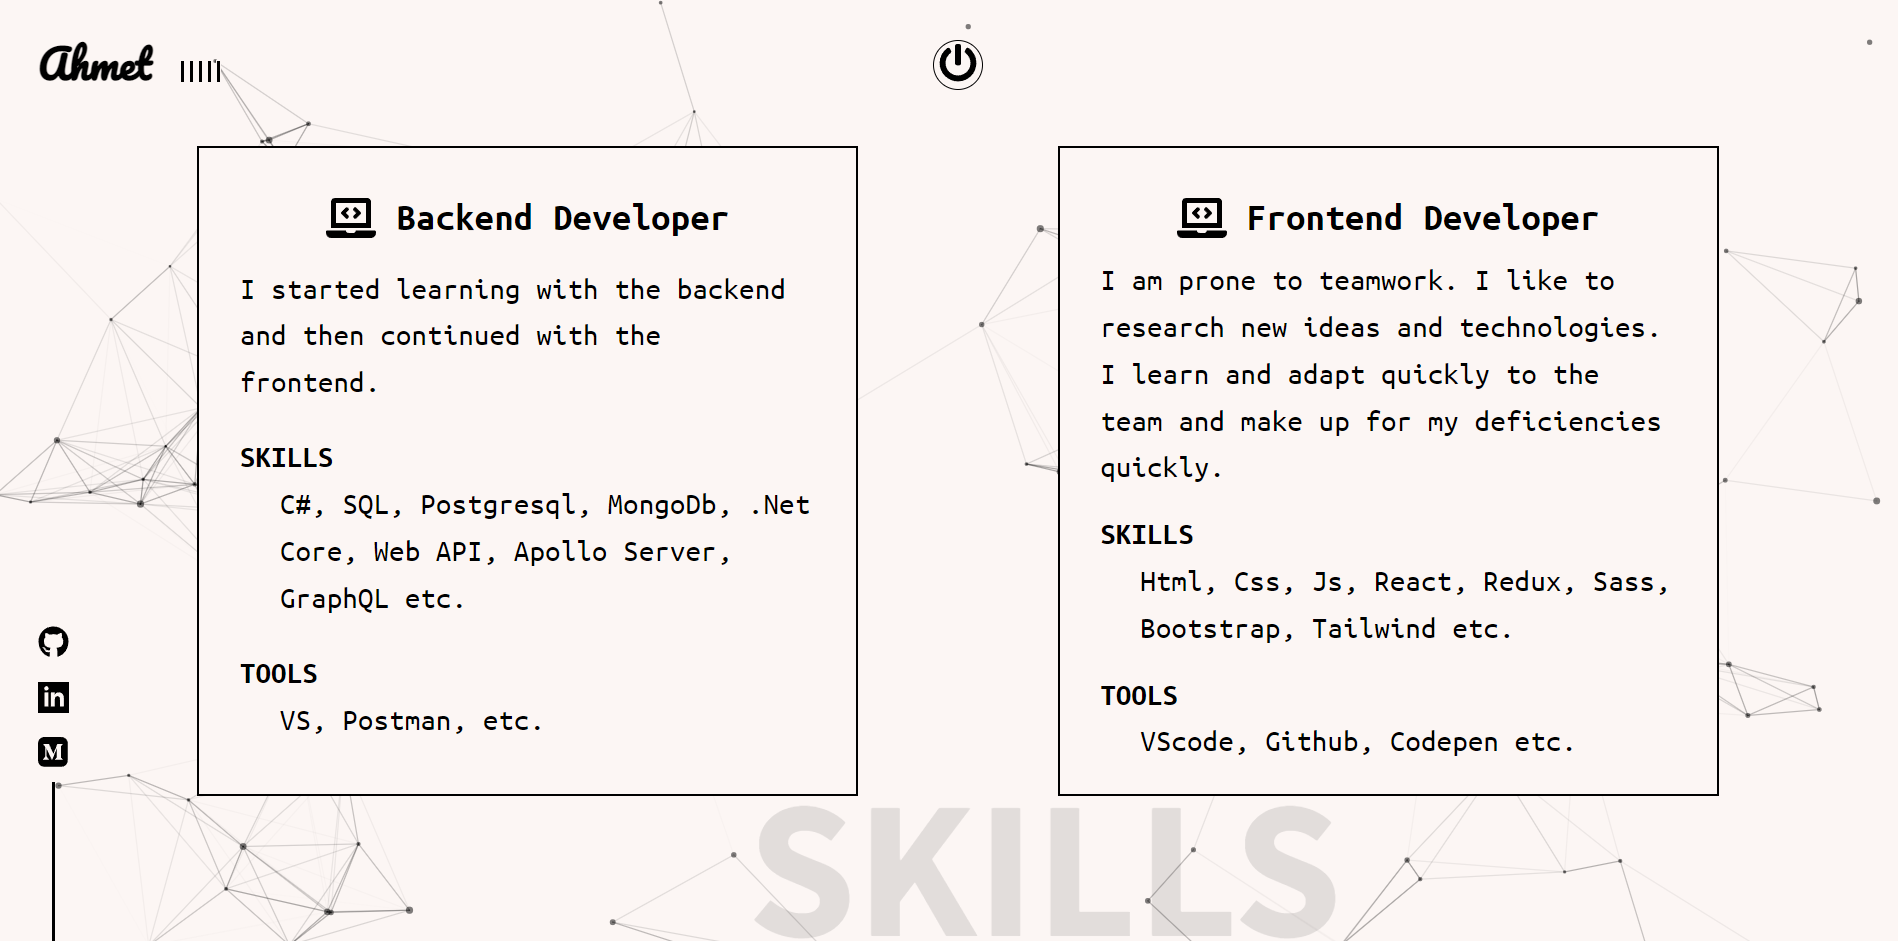 Ahmet
Backend Developer
I started learning with the backend
and then continued with the
frontend.
SKILLS
C#, SQL, Postgresql, MongoDb, .Net
Core, Web API, Apollo Server,
GraphQL etc.
TOOLS
VS, Postman, etc.
Frontend Developer
I am prone to teamwork. I like to
research new ideas and technologies.
I learn and adapt quickly to the
team and make up for my deficiencies
quickly.
SKILLS
Html, Css, Js, React, Redux, Sass,
Bootstrap, Tailwind etc.
TOOLS
VScode, Github, Codepen etc.
in
M
SKILLS